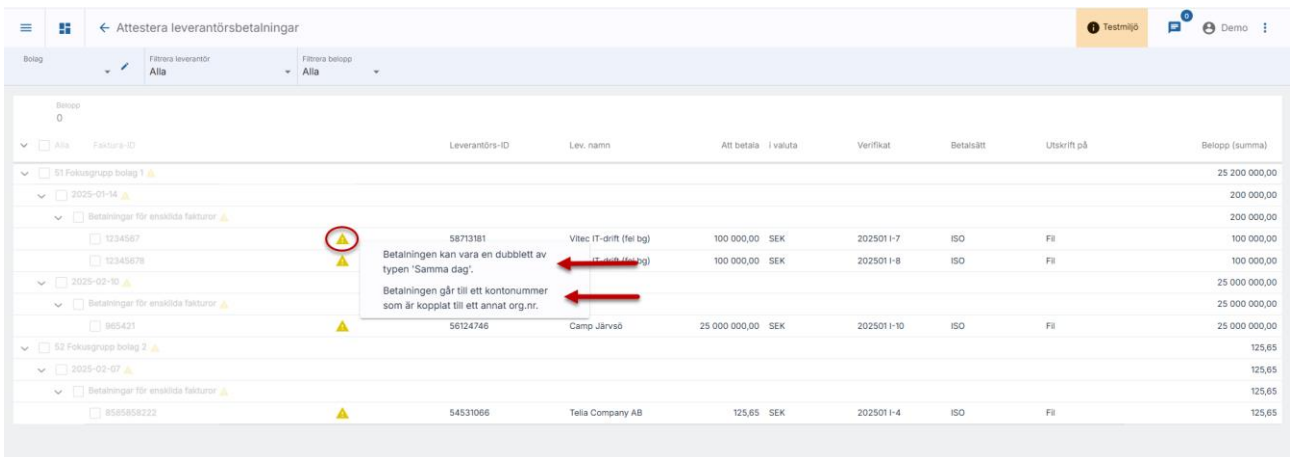 Attestera leverantörsbetalningar
Testmiljö
0
Demo
Bolag
Filtrera leverantör
Alla
Filtrera belopp
Alla
Belopp
0
Alla Faktura-ID Leverantörs-ID Lev. namn Att betala i valuta Verifikat Betalsätt Utskrift på Belopp (summa)
51 Fokusgrupp bolag 1 25 200 000,00
2025-01-14 200 000,00
Betalningar för enskilda fakturor 200 000,00
1234567 58713181 Vitec IT-drift (fel bg) 100 000,00 SEK 202501 I-7 ISO Fil 100 000,00
12345678 IT-drift (fel bg) 100 000,00 SEK 202501 I-8 ISO Fil 100 000,00
Betalningen kan vara en dubblett av
typen 'Samma dag'.
Betalningen går till ett kontonummer
som är kopplat till ett annat org.nr.
2025-02-10 25 000 000,00
Betalningar för enskilda fakturor 25 000 000,00
965421 56124746 Camp Järvsö 25 000 000,00 SEK 202501 I-10 ISO Fil 25 000 000,00
52 Fokusgrupp bolag 2 125,65
2025-02-07 125,65
Betalningar för enskilda fakturor 125,65
8585858222 54531066 Telia Company AB 125,65 SEK 202501 I-4 ISO Fil 125,65